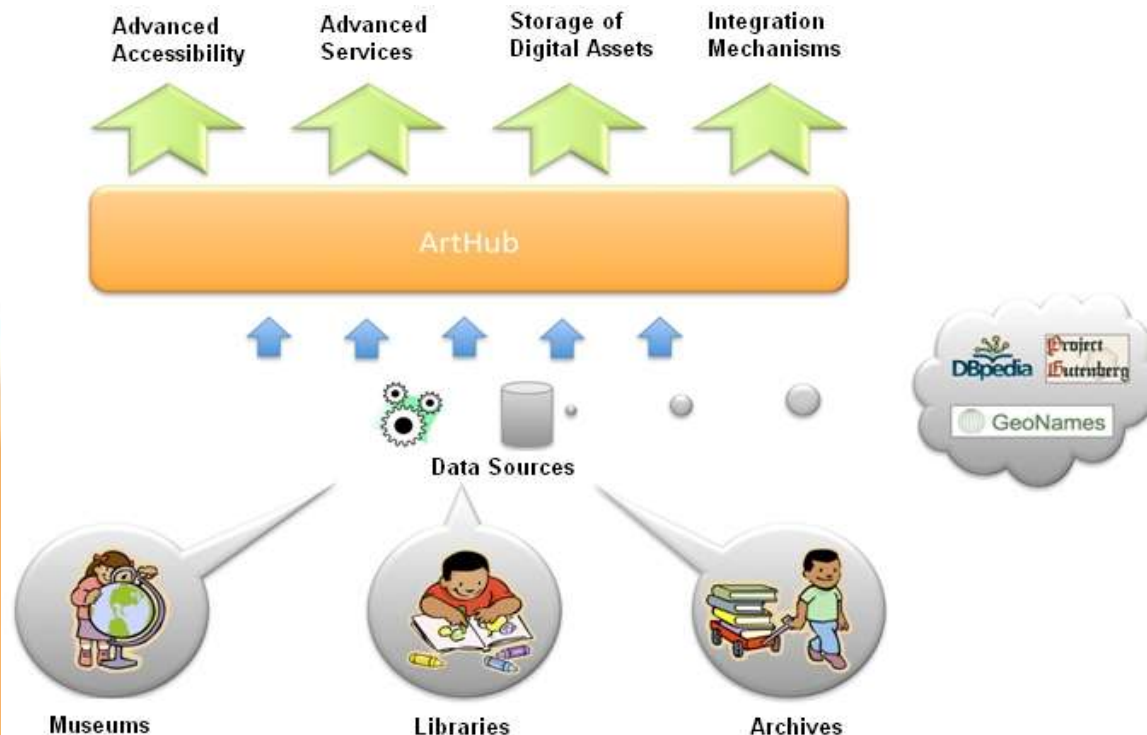 Advanced
Accessibility
Advanced
Services
Storage of
Digital Assets
Integration
Mechanisms
ArtHub
DBpedia
Project
Gutenberg
GeoNames
Data Sources
Museums
Libraries
Archives